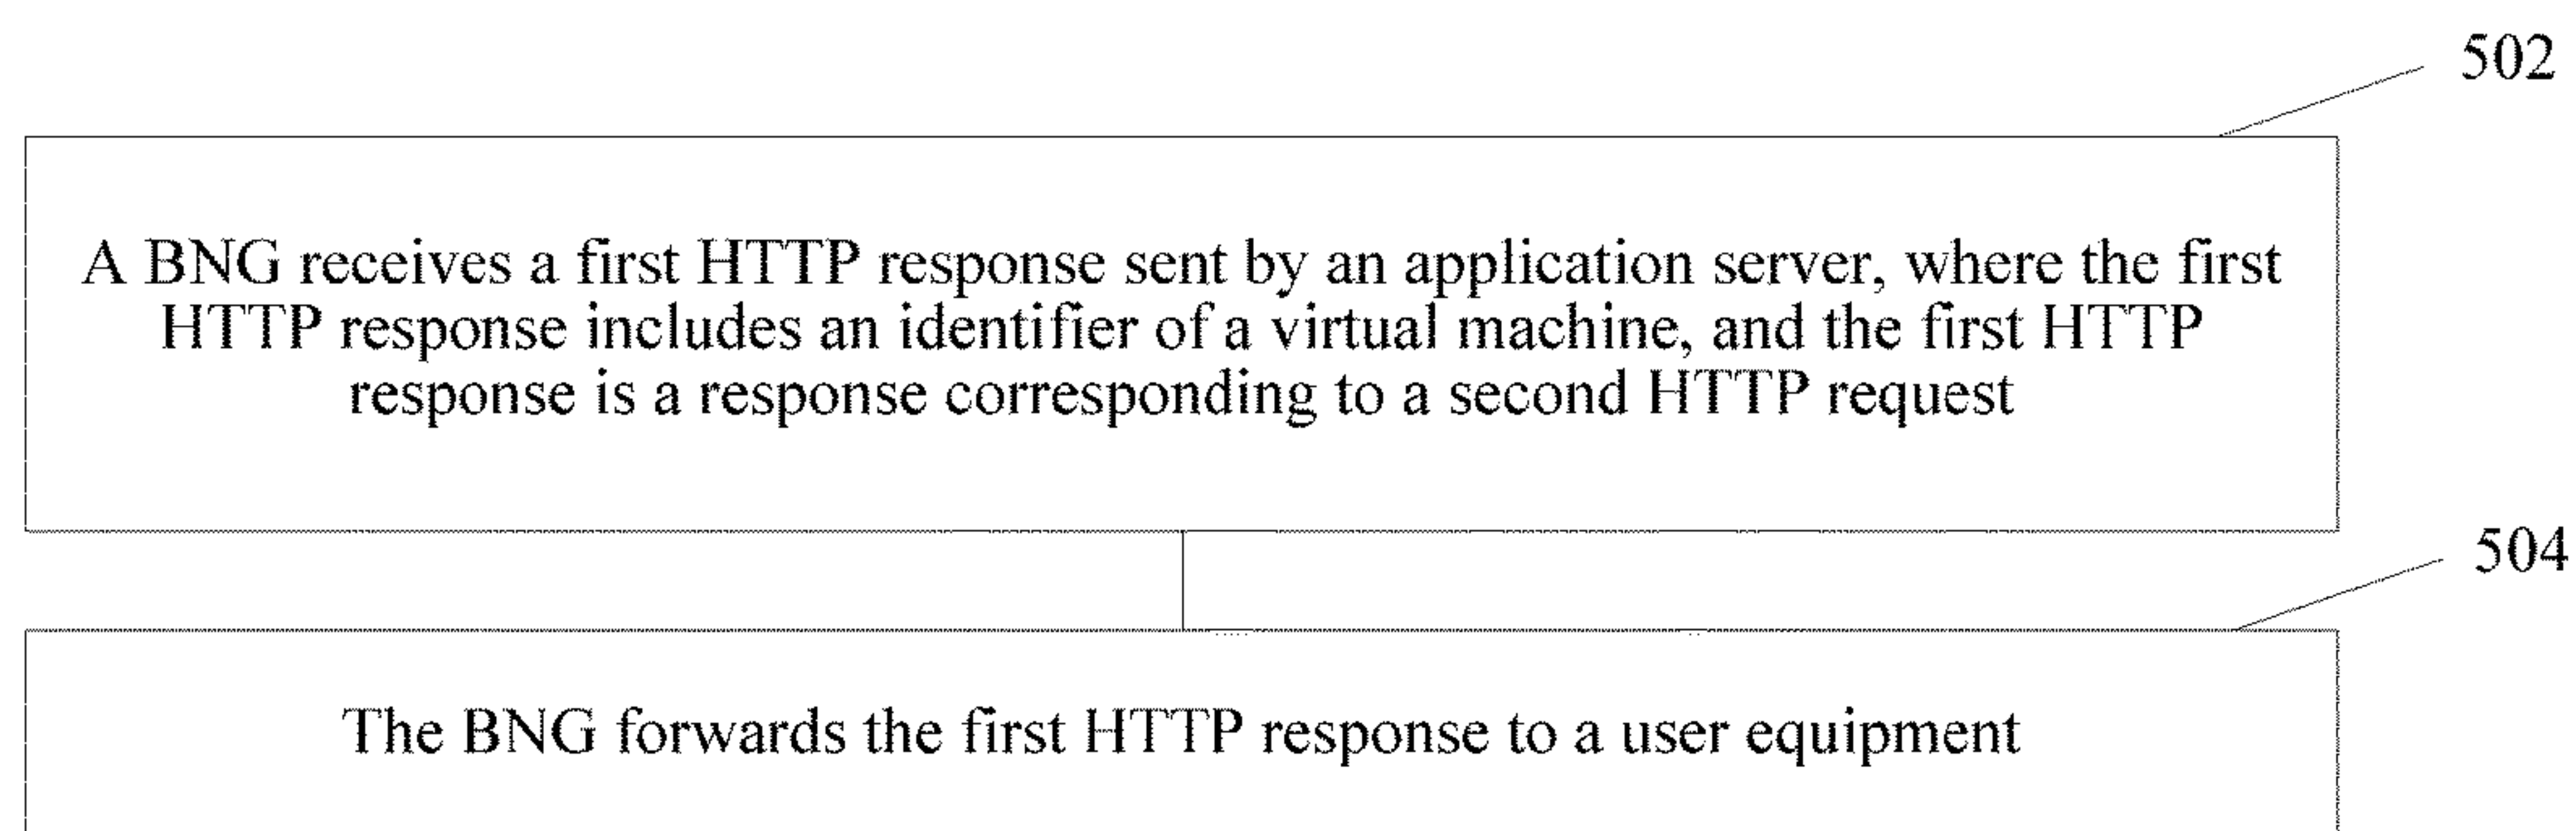 502
A BNG receives a first HTTP response sent by an application server, where the first
HTTP response includes an identifier of a virtual machine, and the first HTTP
response is a response corresponding to a second HTTP request
504
The BNG forwards the first HTTP response to a user equipment